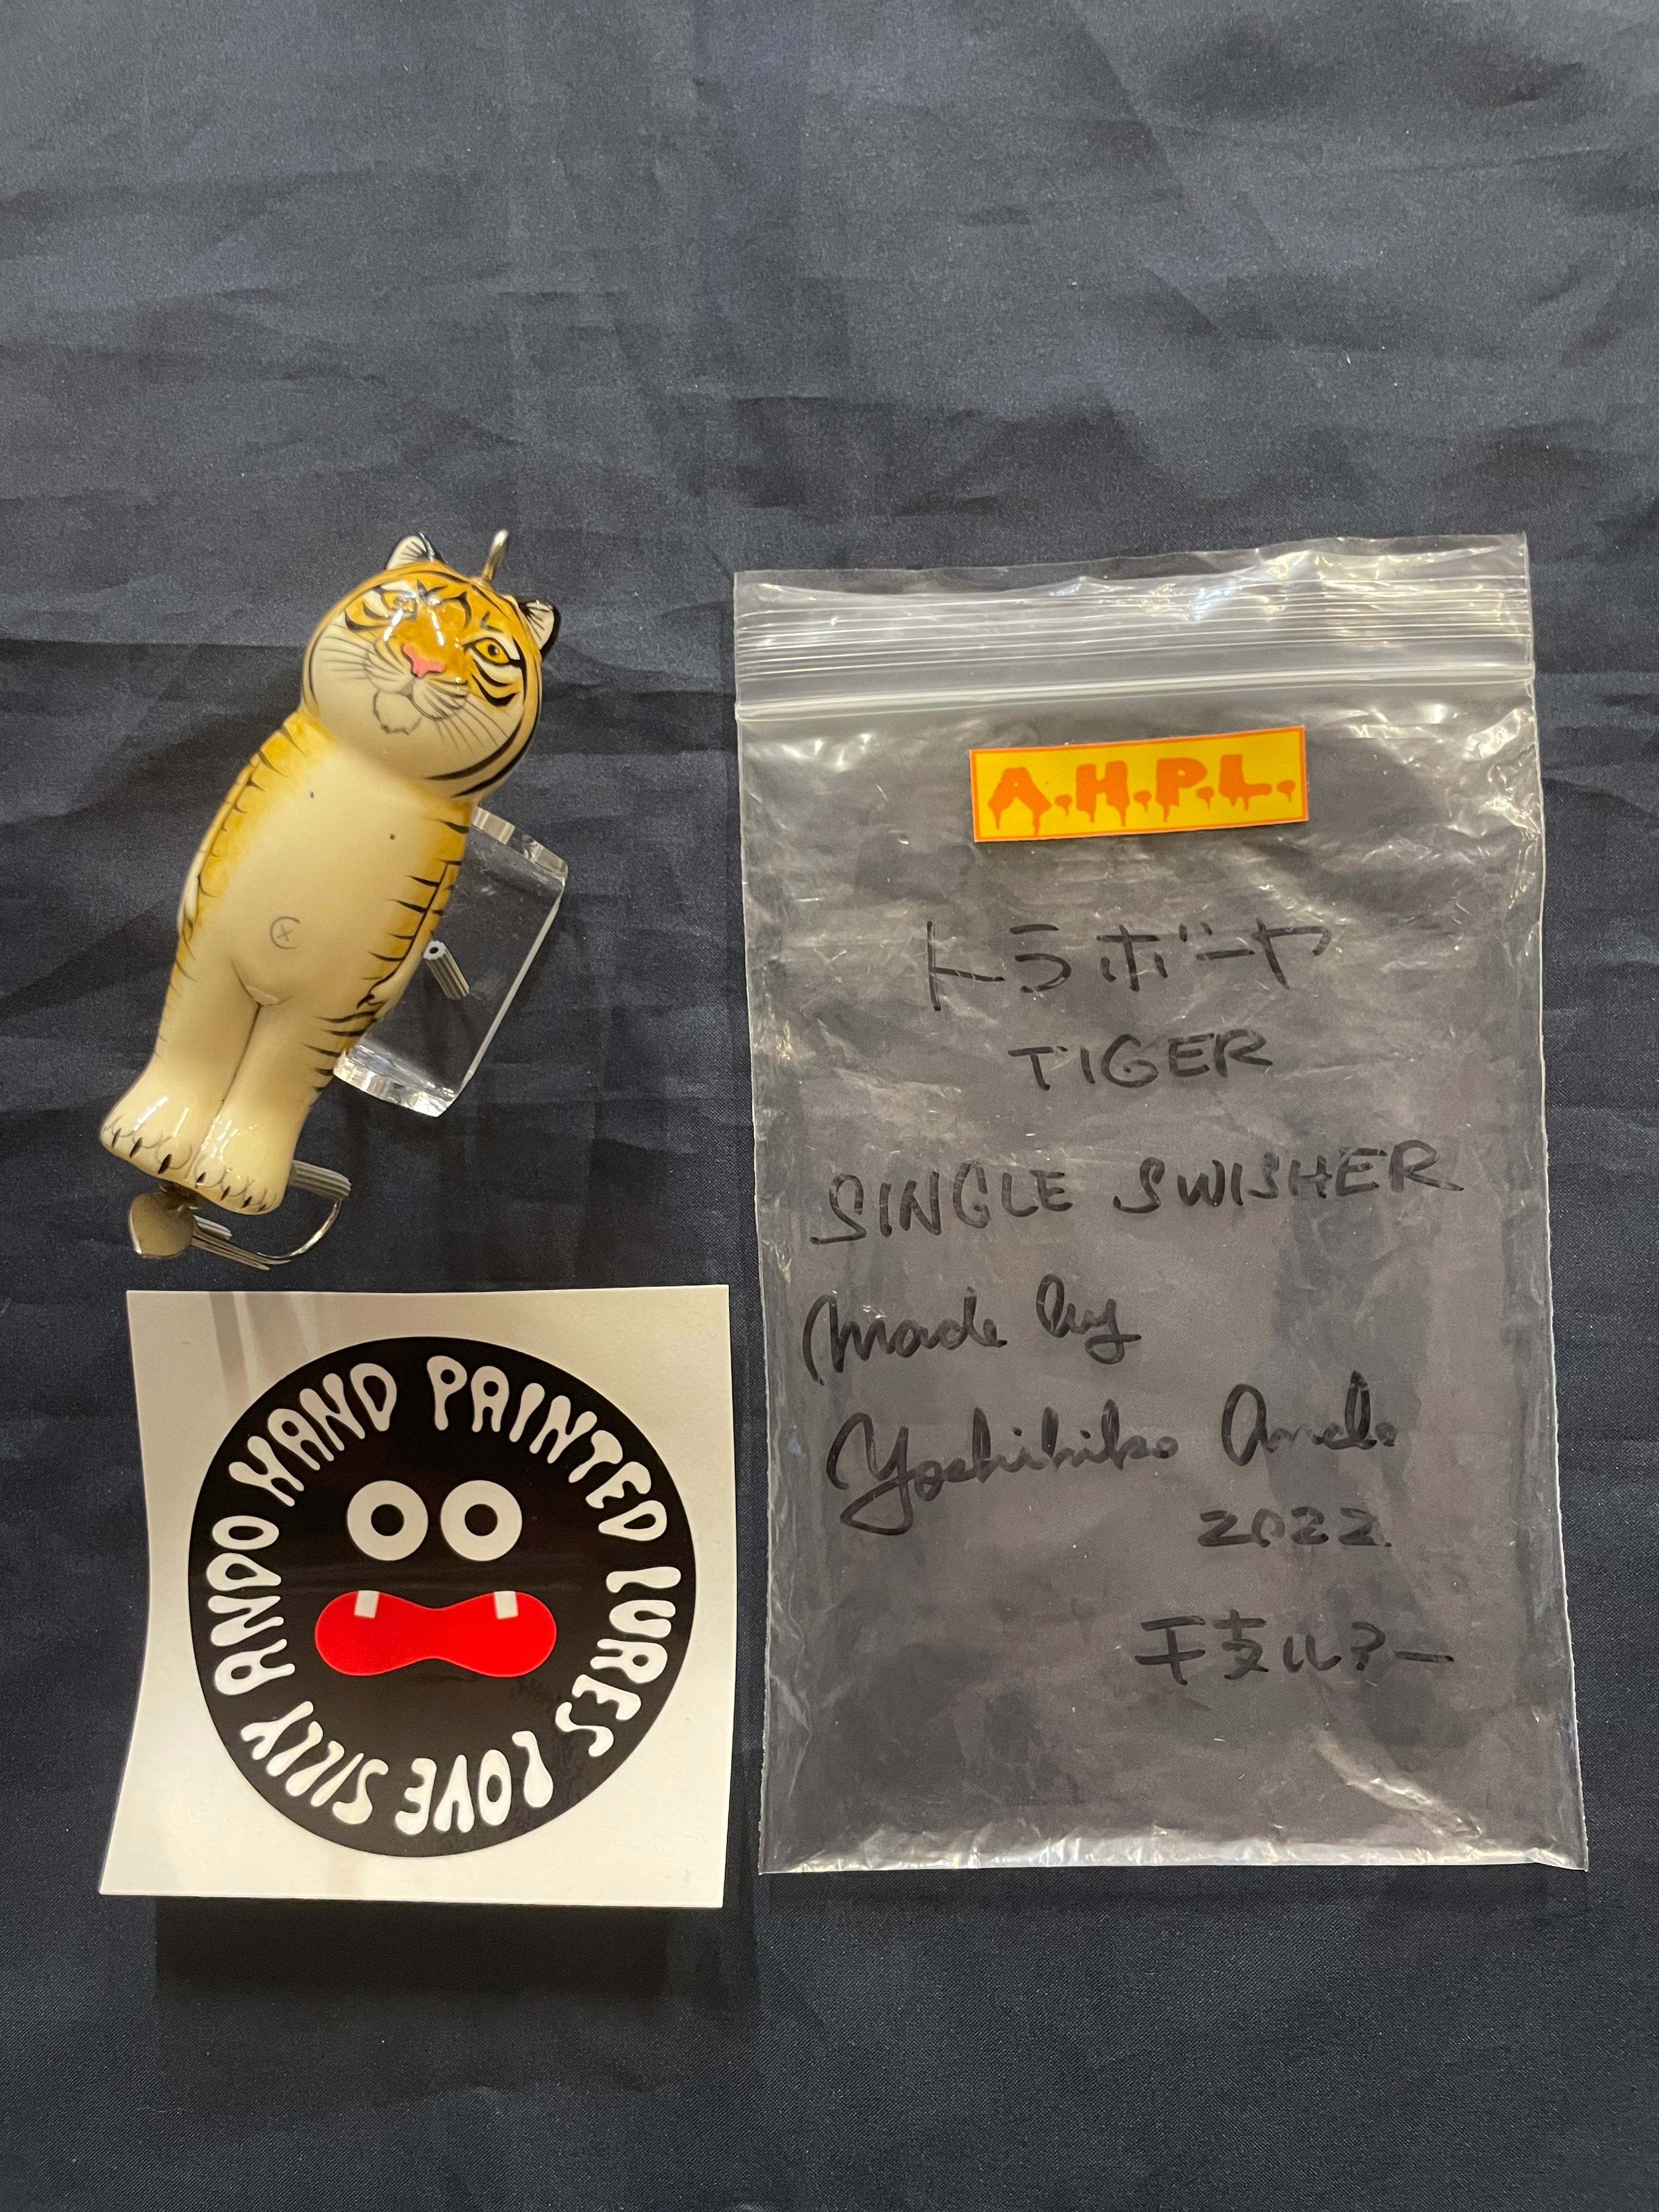 A.H.P.L.
トラボーヤ
TIGER
SINGLE SWISHER
Made by
Yoshihiko Ando
2022
干支ルアー
ANDO HAND PAINTED LURES LOVE SILLY